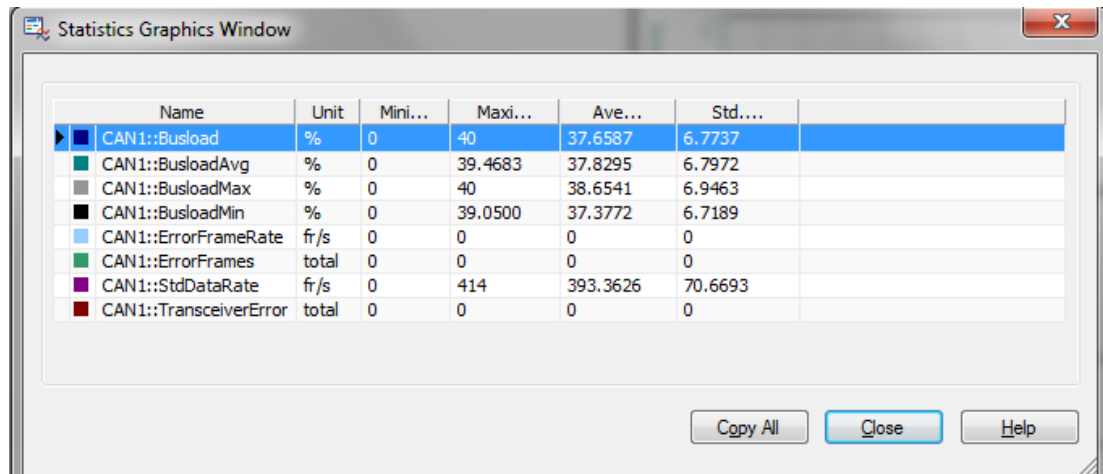 Statistics Graphics Window
Name Unit Mini... Maxi... Ave... Std....
CAN1::Busload % 0 40 37.6587 6.7737
CAN1::BusloadAvg % 0 39.4683 37.8295 6.7972
CAN1::BusloadMax % 0 40 38.6541 6.9463
CAN1::BusloadMin % 0 39.0500 37.3772 6.7189
CAN1::ErrorFrameRate fr/s 0 0 0 0
CAN1::ErrorFrames total 0 0 0 0
CAN1::StdDataRate fr/s 0 414 393.3626 70.6693
CAN1::TransceiverError total 0 0 0 0
Copy All Close Help